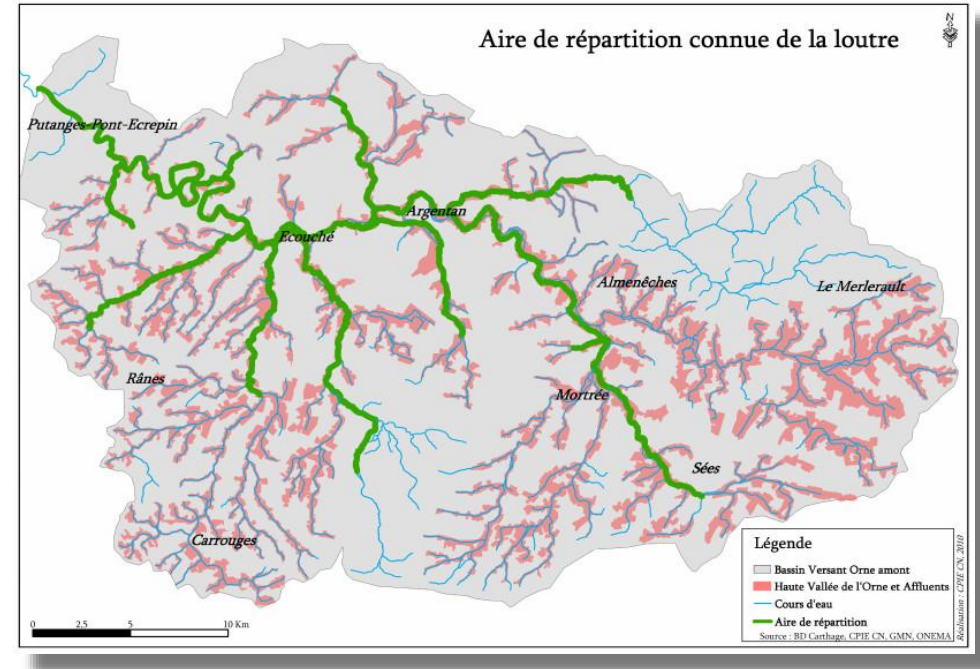 Aire de répartition connue de la loutre
N
Putanges-Pont-Ecrepin
Argentan
Ecouché
Almenêches
Le Merlerault
Rânes
Mortrée
Sées
Carrouges
Légende
Bassin Versant Orne amont
Haute Vallée de l'Orne et Affluents
Cours d'eau
Aire de répartition
Source : BD Carthage, CPIE CN, GMN, ONEMA
Réalisation : CPIE CN, 2010
0 2,5 5 10 Km